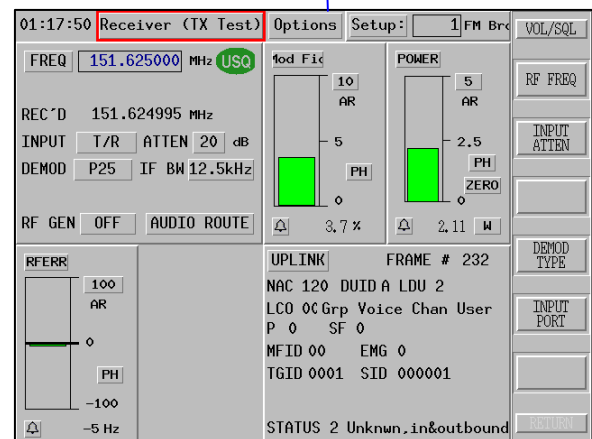 01:17:50 Receiver (TX Test) Options Setup: 1 FM Brc
VOL/SQL
FREQ 151.625000 MHz USQ
REC'D 151.624995 MHz
INPUT T/R ATTEN 20 dB
DEMOD P25 IF BW 12.5kHz
RF GEN OFF AUDIO ROUTE
Mod Fid
10
AR
5
PH
0
3.7 %
POWER
5
AR
2.5
PH
ZERO
0
2.11 W
RF FREQ
INPUT
ATTEN
DEMOD
TYPE
INPUT
PORT
RETURN
RFERR
100
AR
0
PH
-100
-5 Hz
UPLINK FRAME # 232
NAC 120 DUID A LDU 2
LCO 00 Grp Voice Chan User
P 0 SF 0
MFID 00 EMG 0
TGID 0001 SID 000001
STATUS 2 Unknwn,in&outbound